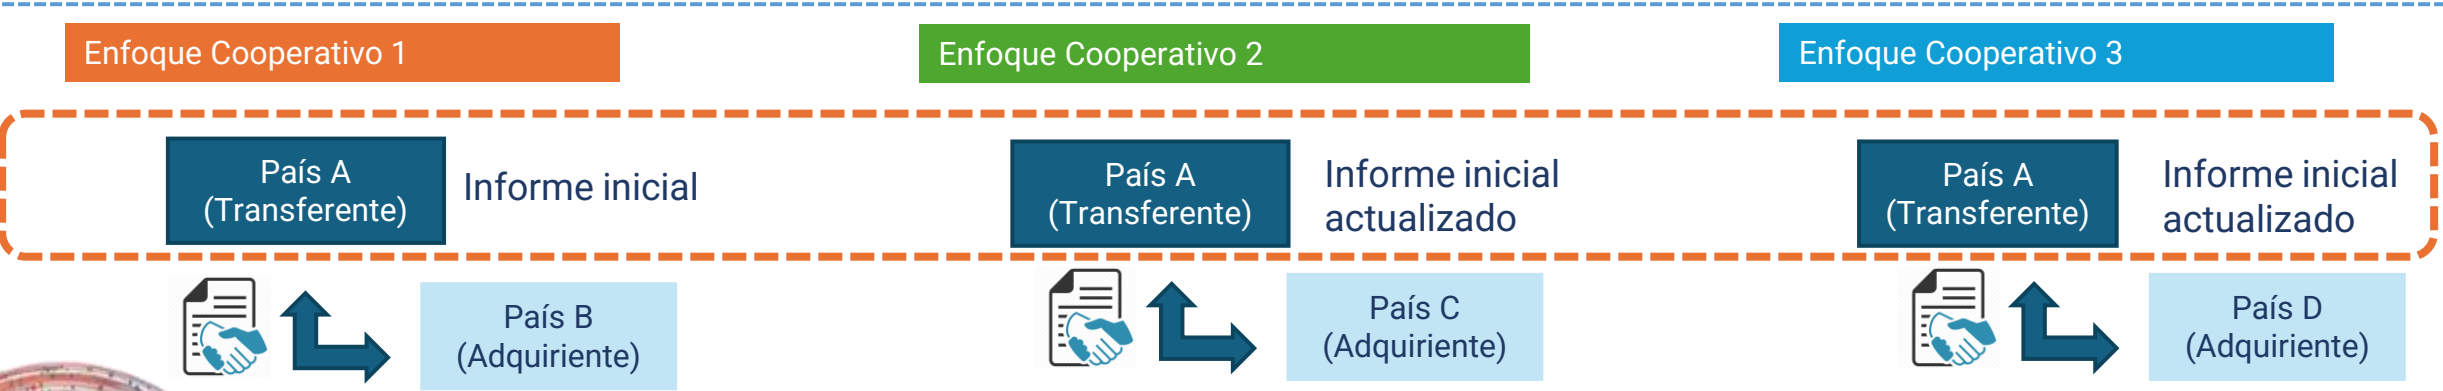 Enfoque Cooperativo 1
Enfoque Cooperativo 2
Enfoque Cooperativo 3
País A
(Transferente)
Informe inicial
País A
(Transferente)
Informe inicial
actualizado
País A
(Transferente)
Informe inicial
actualizado
País B
(Adquiriente)
País C
(Adquiriente)
País D
(Adquiriente)